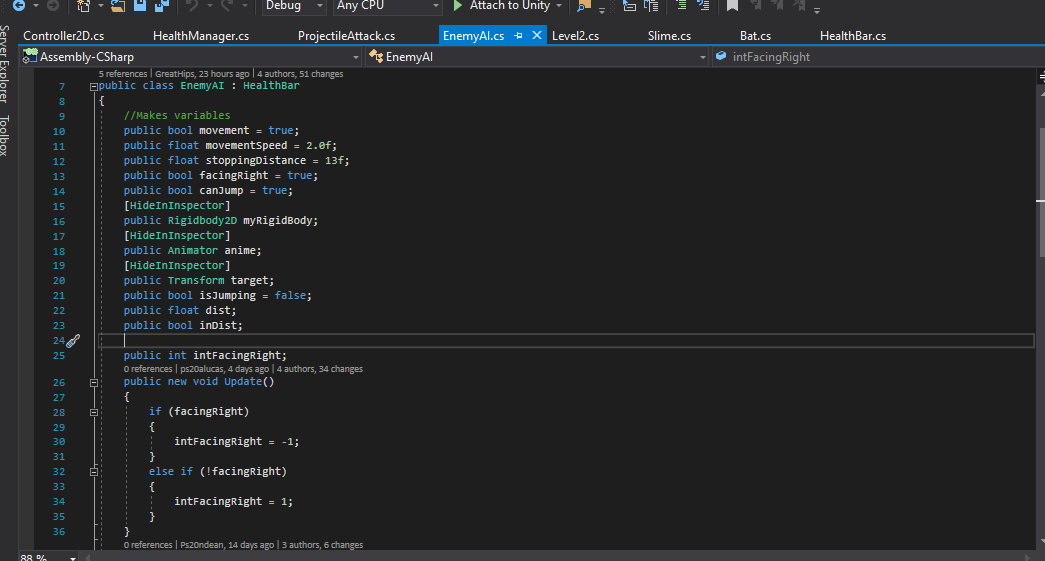 Debug Any CPU Attach to Unity
Server Explorer
Toolbox
Controller2D.cs HealthManager.cs ProjectileAttack.cs EnemyAI.cs Level2.cs Slime.cs Bat.cs HealthBar.cs
Assembly-CSharp EnemyAI intFacingRight
5 references | GreatHips, 23 hours ago | 4 authors, 51 changes
7 public class EnemyAI : HealthBar
8 {
9 //Makes variables
10 public bool movement = true;
11 public float movementSpeed = 2.0f;
12 public float stoppingDistance = 13f;
13 public bool facingRight = true;
14 public bool canJump = true;
15 [HideInInspector]
16 public Rigidbody2D myRigidBody;
17 [HideInInspector]
18 public Animator anime;
19 [HideInInspector]
20 public Transform target;
21 public bool isJumping = false;
22 public float dist;
23 public bool inDist;
24
25 public int intFacingRight;
0 references | ps20alucas, 4 days ago | 4 authors, 34 changes
26 public new void Update()
27 {
28 if (facingRight)
29 {
30 intFacingRight = -1;
31 }
32 else if (!facingRight)
33 {
34 intFacingRight = 1;
35 }
36 }
0 references | Ps20ndean, 14 days ago | 3 authors, 6 changes
88 %